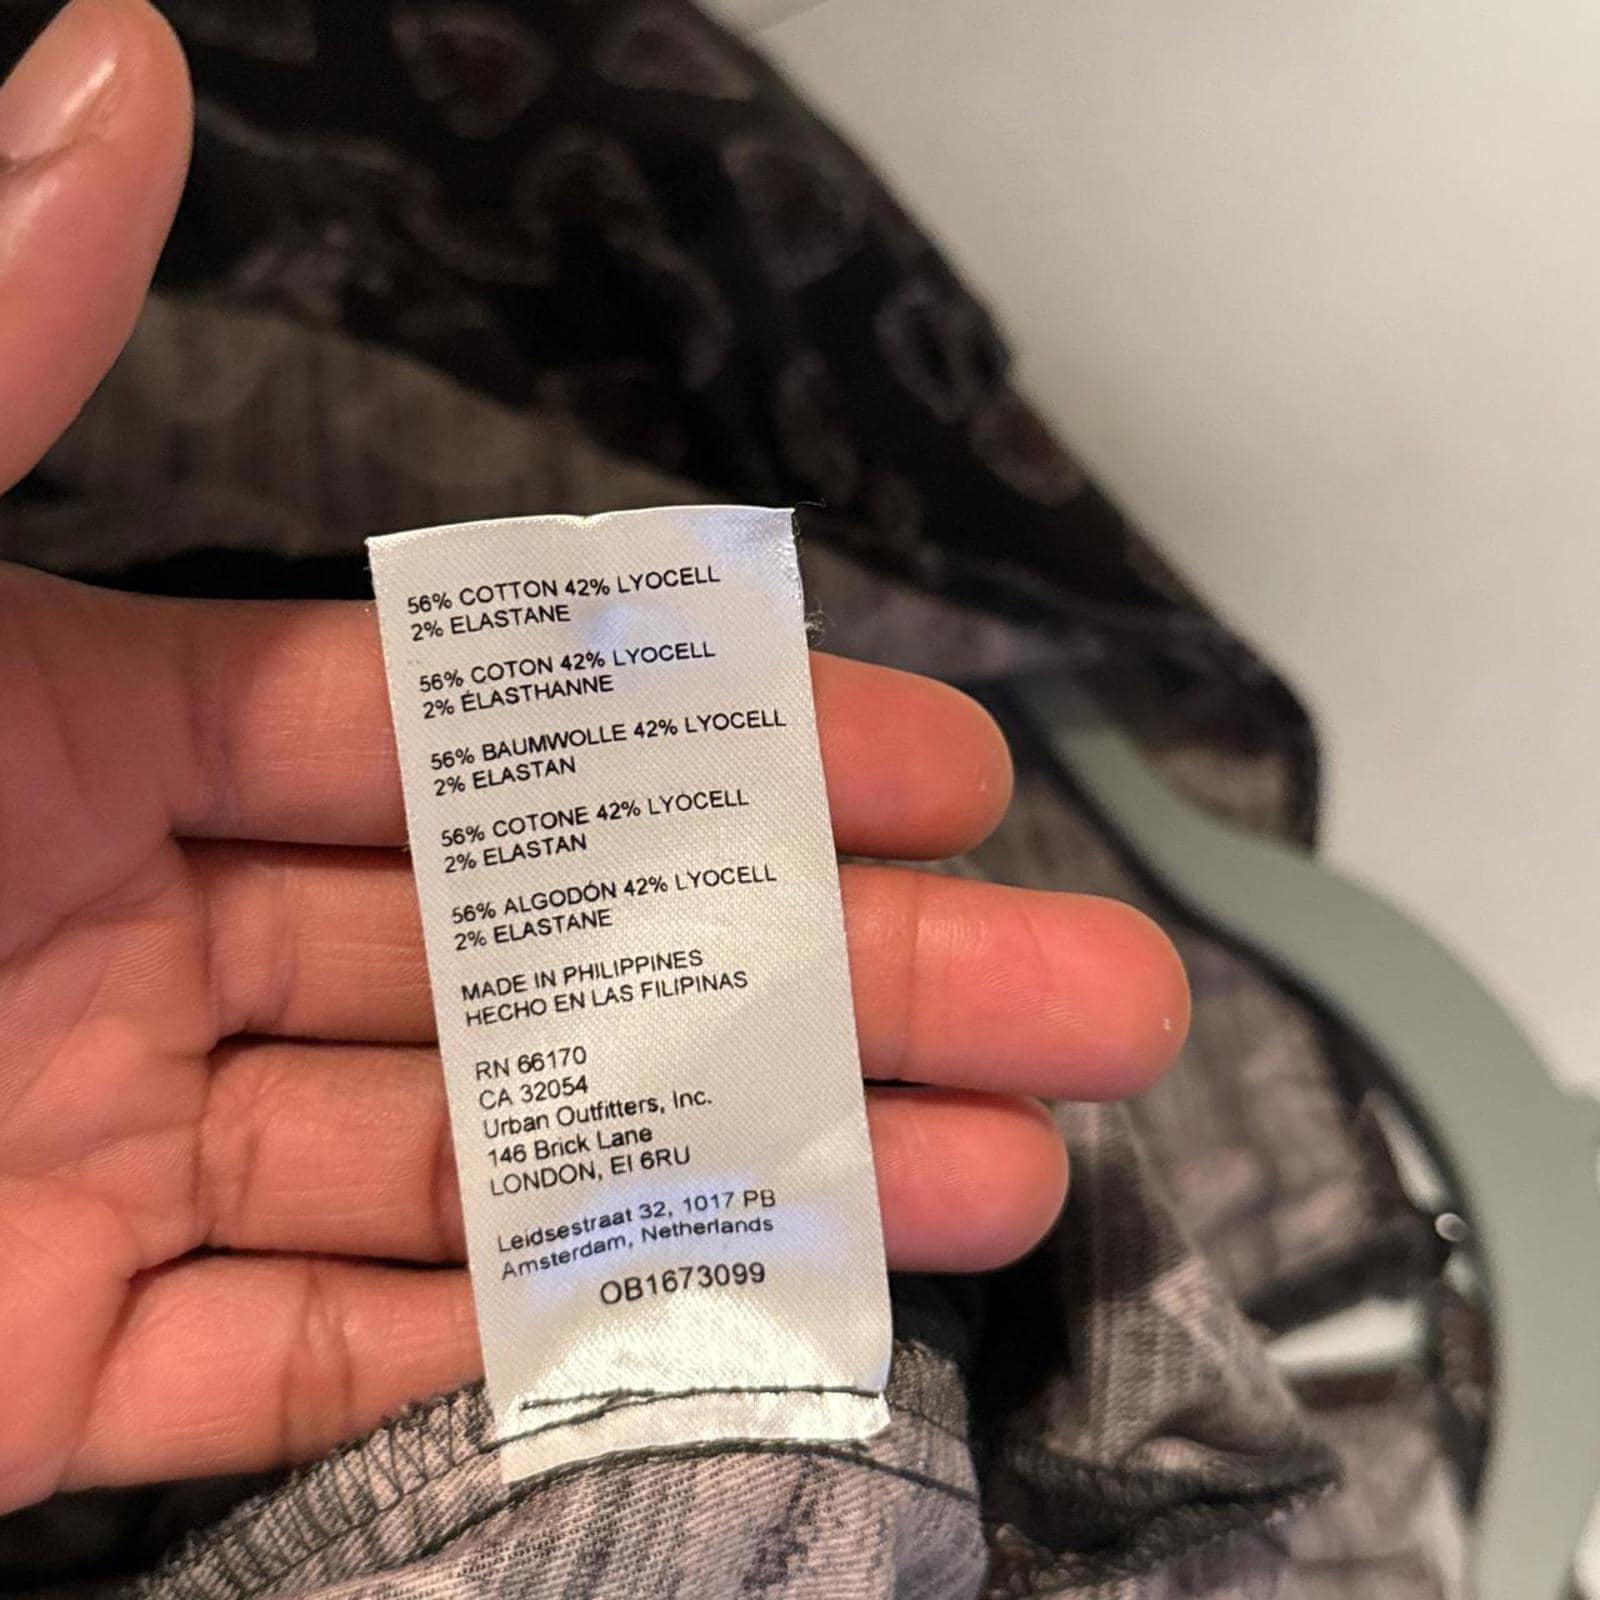 56% COTTON 42% LYOCELL
2% ELASTANE
56% COTON 42% LYOCELL
2% ÉLASTHANNE
56% BAUMWOLLE 42% LYOCELL
2% ELASTAN
56% COTONE 42% LYOCELL
2% ELASTAN
56% ALGODÓN 42% LYOCELL
2% ELASTANE
MADE IN PHILIPPINES
HECHO EN LAS FILIPINAS
RN 66170
CA 32054
Urban Outfitters, Inc.
146 Brick Lane
LONDON, EI 6RU
Leidsestraat 32, 1017 PB
Amsterdam, Netherlands
OB1673099